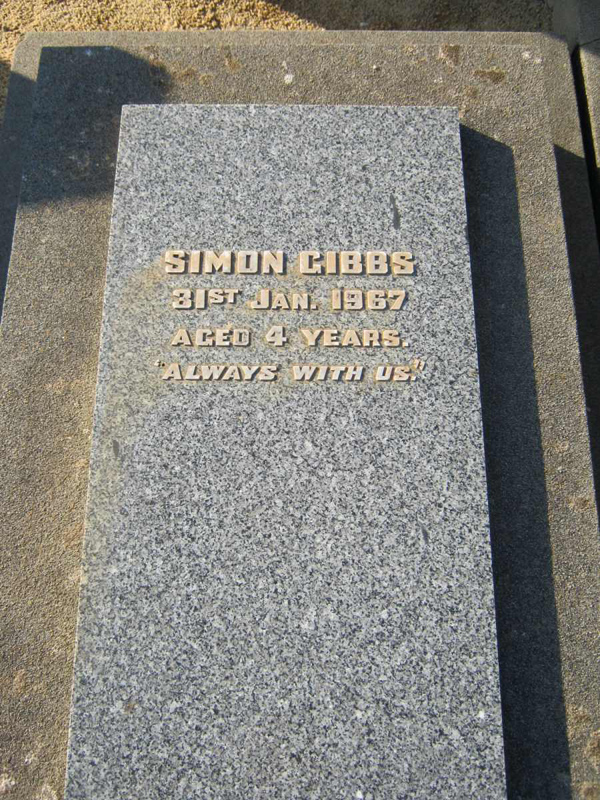 SIMON GIBBS
31ST JAN. 1967
AGED 4 YEARS.
"ALWAYS WITH US."